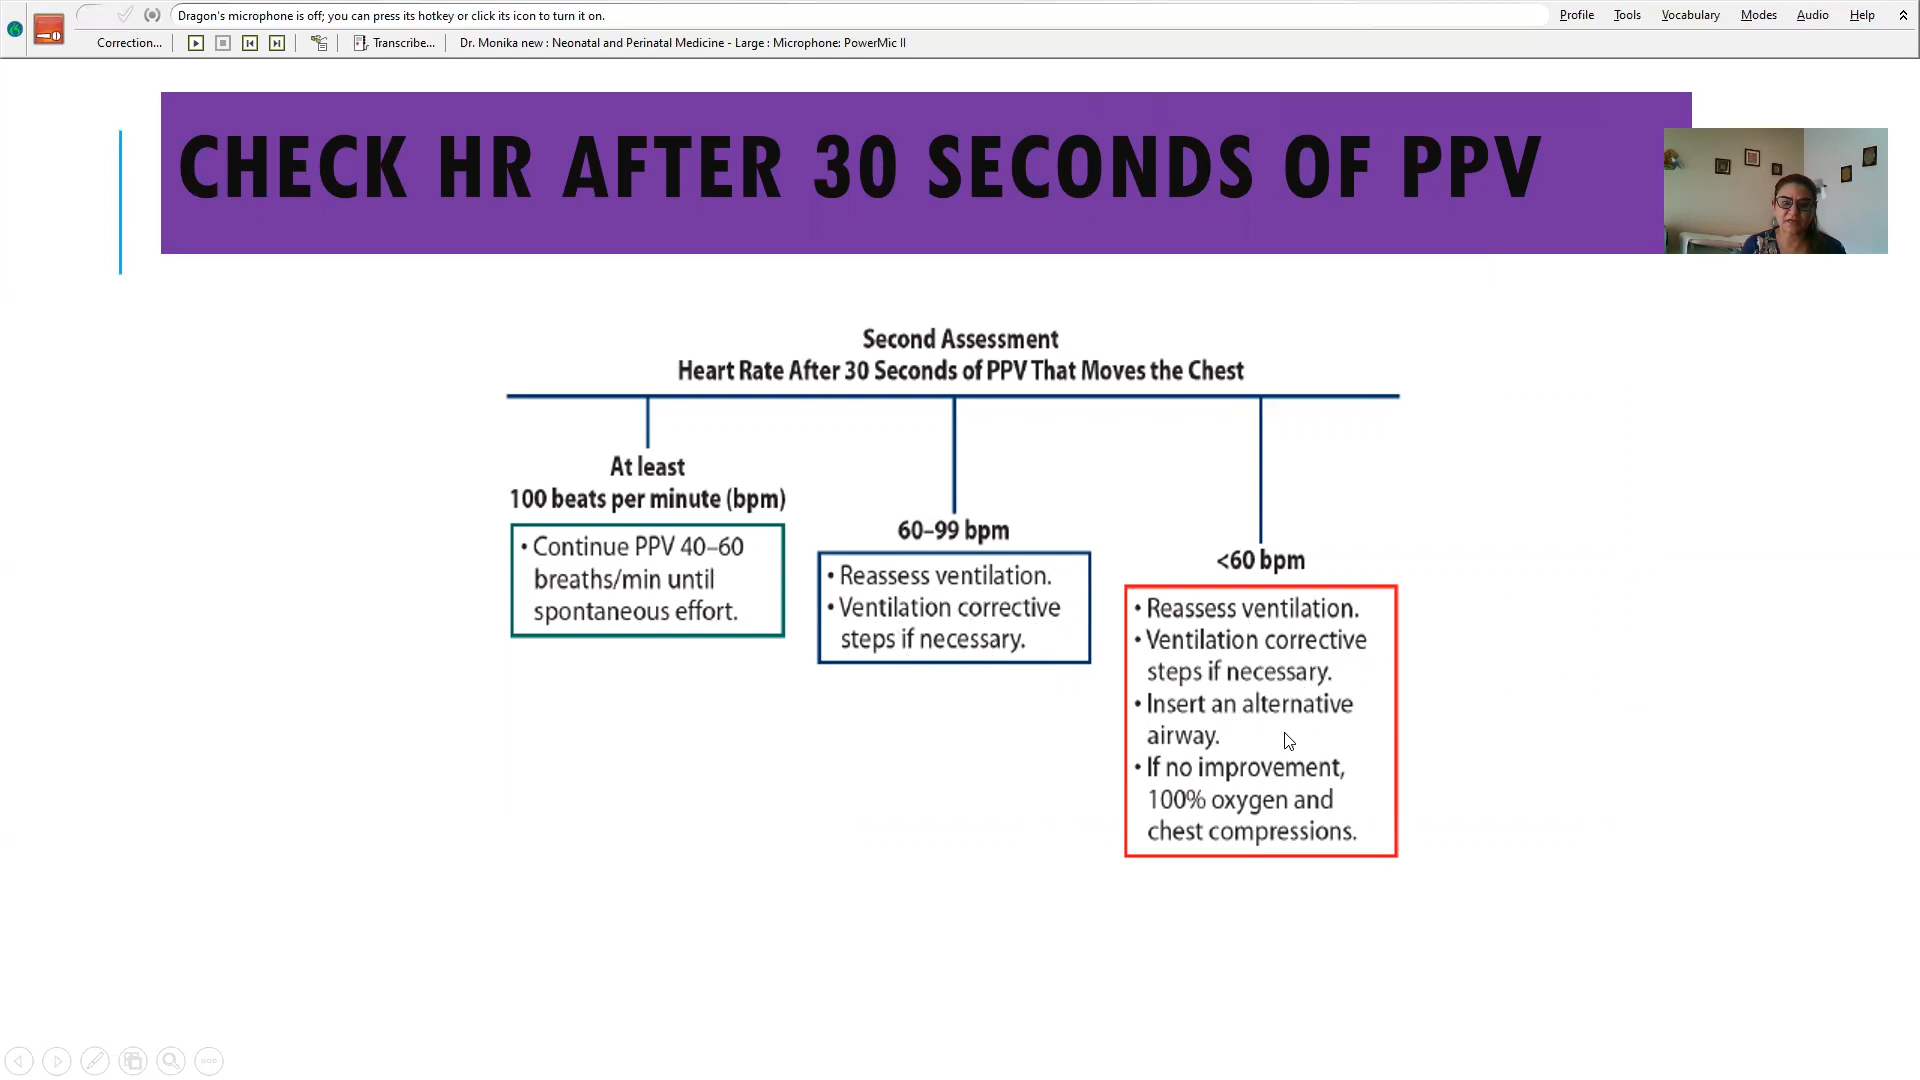 Dragon's microphone is off; you can press its hotkey or click its icon to turn it on.
Profile Tools Vocabulary Modes Audio Help
Correction... Transcribe... Dr. Monika new : Neonatal and Perinatal Medicine - Large : Microphone: PowerMic II
CHECK HR AFTER 30 SECONDS OF PPV
Second Assessment
Heart Rate After 30 Seconds of PPV That Moves the Chest
At least
100 beats per minute (bpm)
• Continue PPV 40–60
breaths/min until
spontaneous effort.
60–99 bpm
• Reassess ventilation.
• Ventilation corrective
steps if necessary.
<60 bpm
• Reassess ventilation.
• Ventilation corrective
steps if necessary.
• Insert an alternative
airway.
• If no improvement,
100% oxygen and
chest compressions.